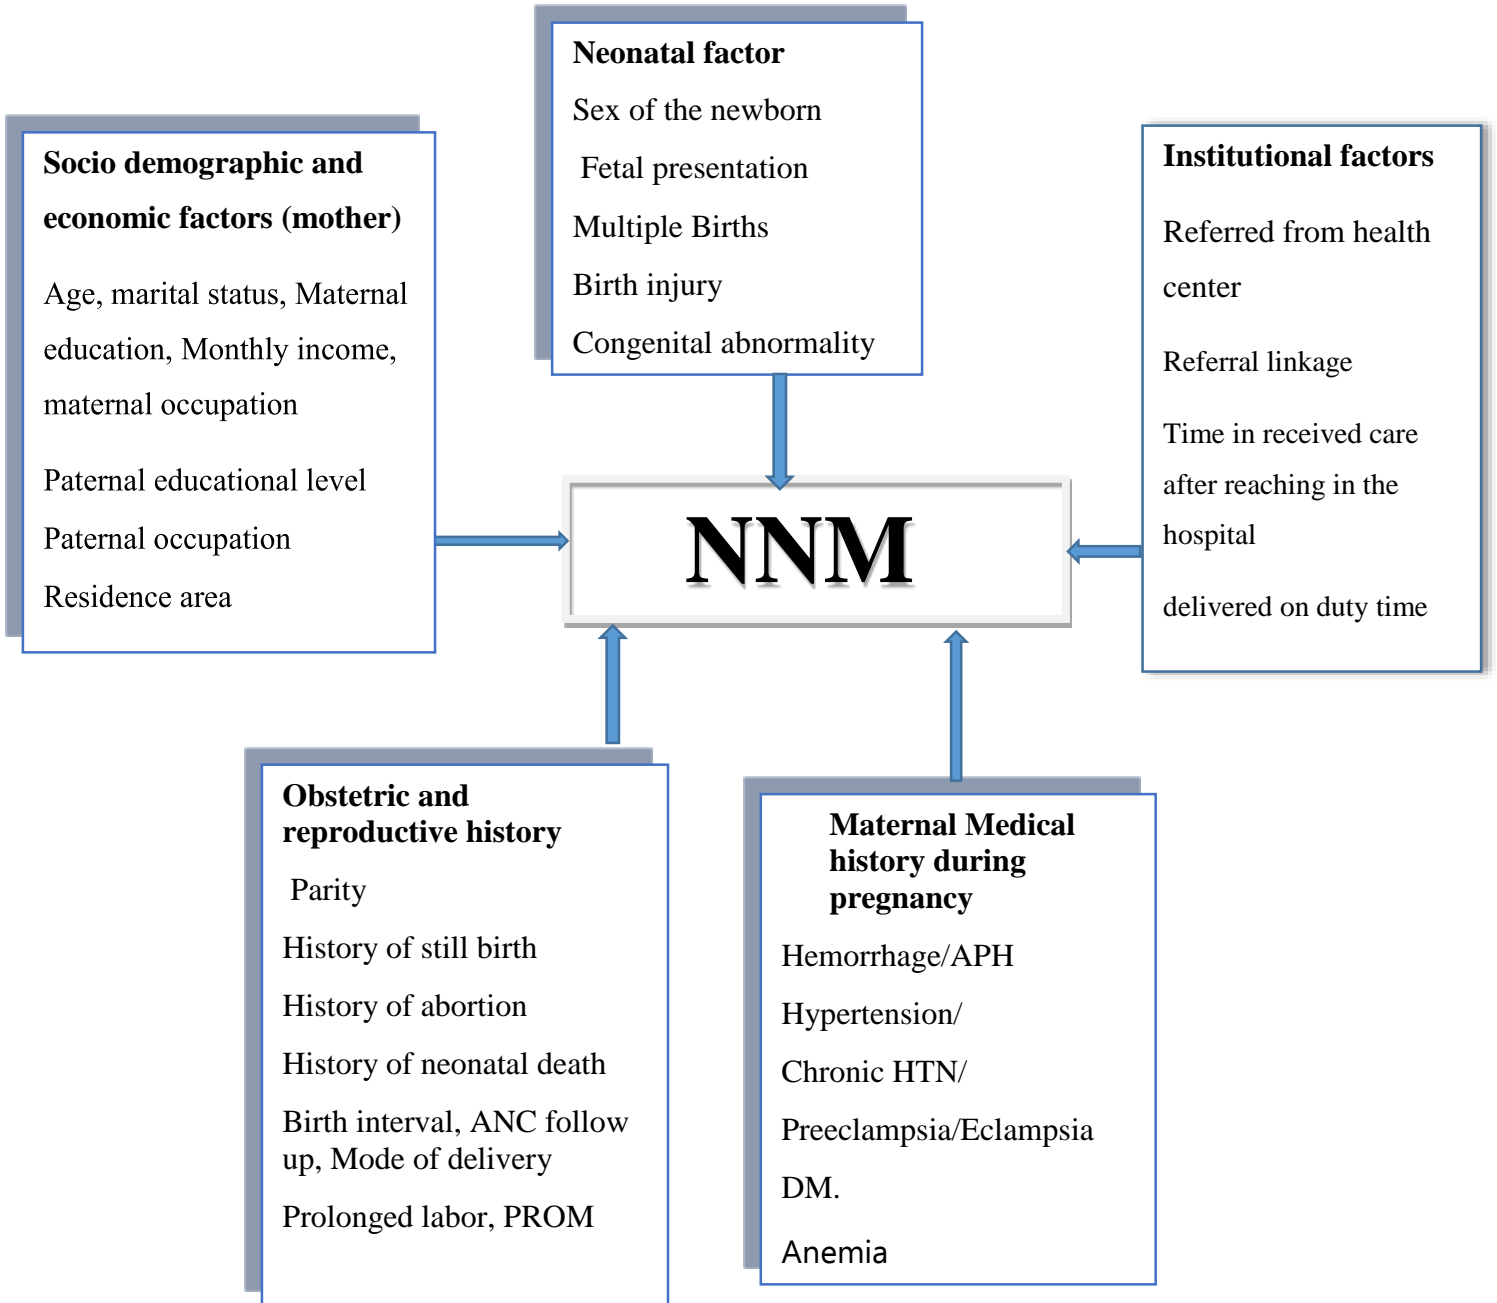 Neonatal factor
Sex of the newborn
Fetal presentation
Multiple Births
Birth injury
Congenital abnormality
Socio demographic and
economic factors (mother)
Age, marital status, Maternal
education, Monthly income,
maternal occupation
Paternal educational level
Paternal occupation
Residence area
Institutional factors
Referred from health
center
Referral linkage
Time in received care
after reaching in the
hospital
delivered on duty time
NNM
Obstetric and
reproductive history
Parity
History of still birth
History of abortion
History of neonatal death
Birth interval, ANC follow
up, Mode of delivery
Prolonged labor, PROM
Maternal Medical
history during
pregnancy
Hemorrhage/APH
Hypertension/
Chronic HTN/
Preeclampsia/Eclampsia
DM.
Anemia